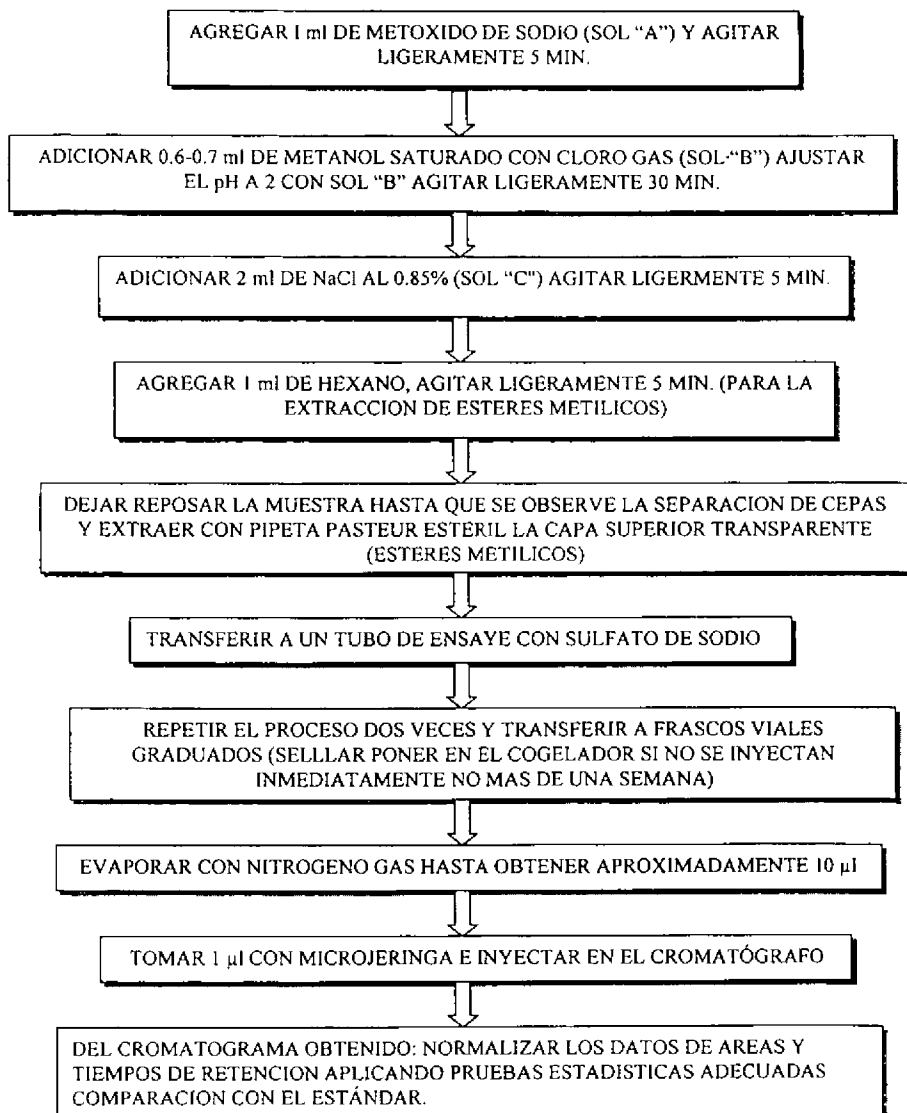 AGREGAR 1 ml DE METOXIDO DE SODIO (SOL "A") Y AGITAR
LIGERAMENTE 5 MIN.
ADICIONAR 0.6-0.7 ml DE METANOL SATURADO CON CLORO GAS (SOL-"B") AJUSTAR
EL pH A 2 CON SOL "B" AGITAR LIGERAMENTE 30 MIN.
ADICIONAR 2 ml DE NaCl AL 0.85% (SOL "C") AGITAR LIGERMENTE 5 MIN.
AGREGAR 1 ml DE HEXANO, AGITAR LIGERAMENTE 5 MIN. (PARA LA
EXTRACCION DE ESTERES METILICOS)
DEJAR REPOSAR LA MUESTRA HASTA QUE SE OBSERVE LA SEPARACION DE CEPAS
Y EXTRAER CON PIPETA PASTEUR ESTERIL LA CAPA SUPERIOR TRANSPARENTE
(ESTERES METILICOS)
TRANSFERIR A UN TUBO DE ENSAYE CON SULFATO DE SODIO
REPETIR EL PROCESO DOS VECES Y TRANSFERIR A FRASCOS VIALES
GRADUADOS (SELLLAR PONER EN EL COGELADOR SI NO SE INYECTAN
INMEDIATAMENTE NO MAS DE UNA SEMANA)
EVAPORAR CON NITROGENO GAS HASTA OBTENER APROXIMADAMENTE 10 µl
TOMAR 1 µl CON MICROJERINGA E INYECTAR EN EL CROMATÓGRAFO
DEL CROMATOGRAMA OBTENIDO: NORMALIZAR LOS DATOS DE AREAS Y
TIEMPOS DE RETENCION APLICANDO PRUEBAS ESTADISTICAS ADECUADAS
COMPARACION CON EL ESTÁNDAR.